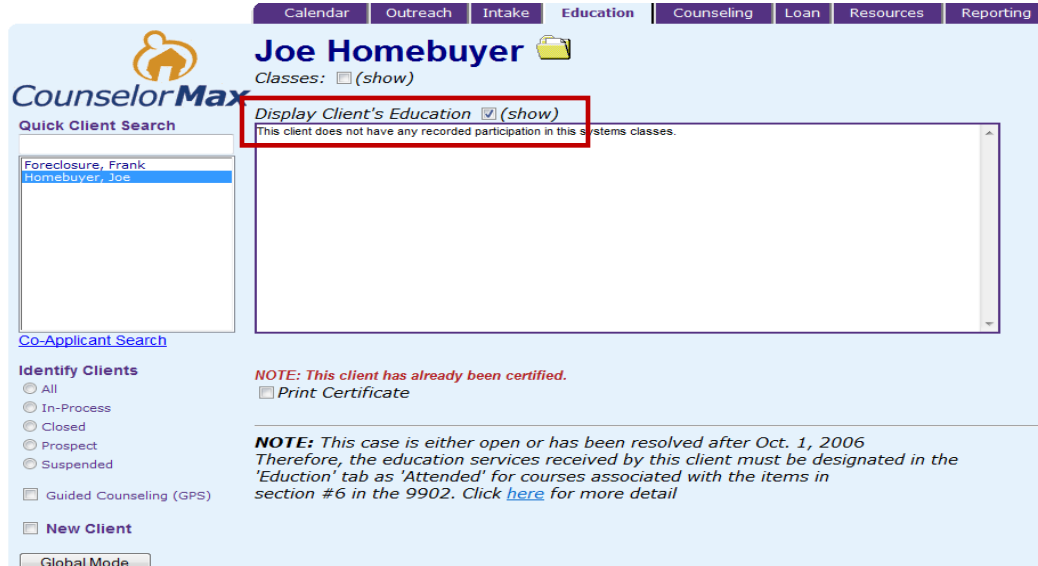 Calendar Outreach Intake Education Counseling Loan Resources Reporting
CounselorMax
Quick Client Search
Foreclosure, Frank
Homebuyer, Joe
Co-Applicant Search
Identify Clients
All
In-Process
Closed
Prospect
Suspended
Guided Counseling (GPS)
New Client
Global Mode
Joe Homebuyer
Classes: (show)
Display Client's Education (show)
This client does not have any recorded participation in this systems classes.
NOTE: This client has already been certified.
Print Certificate
NOTE: This case is either open or has been resolved after Oct. 1, 2006
Therefore, the education services received by this client must be designated in the
'Eduction' tab as 'Attended' for courses associated with the items in
section #6 in the 9902. Click here for more detail